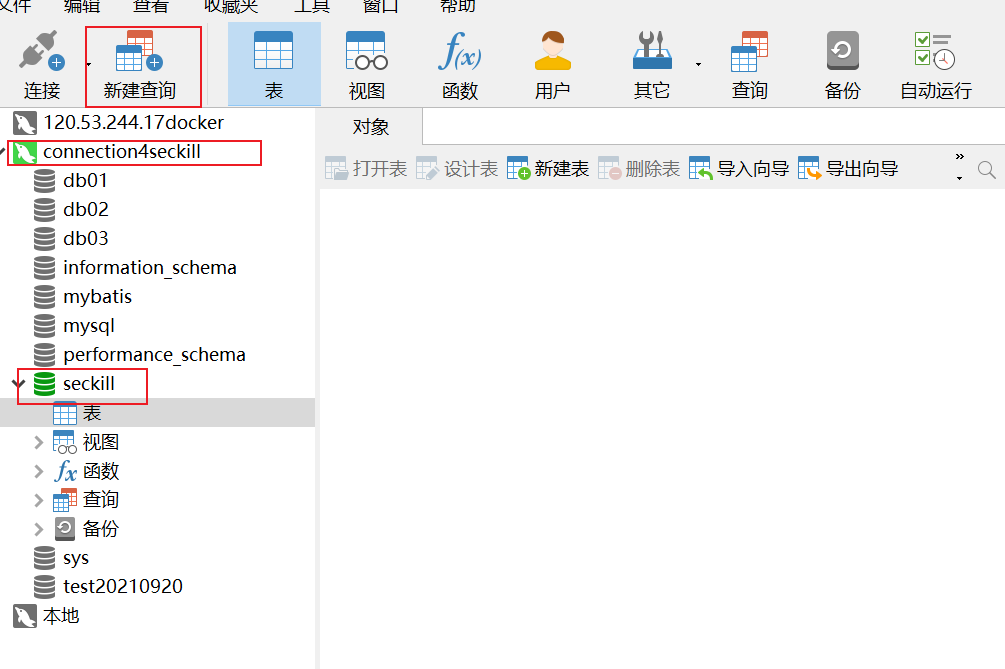 文件 编辑 查看 收藏夹 工具 窗口 帮助
连接 新建查询 表 视图 函数 用户 其它 查询 备份 自动运行
120.53.244.17docker
connection4seckill
db01
db02
db03
information_schema
mybatis
mysql
performance_schema
seckill
表
视图
函数
查询
备份
sys
test20210920
本地
对象
打开表 设计表 新建表 删除表 导入向导 导出向导